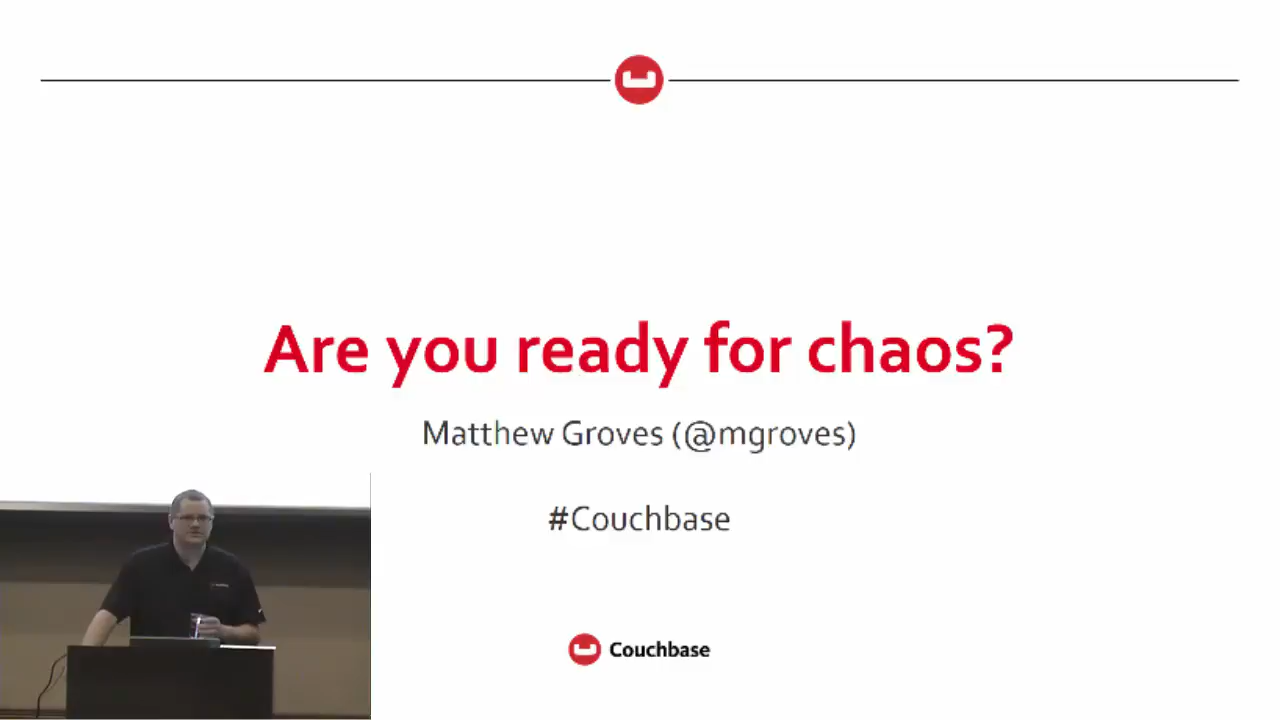 Are you ready for chaos?
Matthew Groves (@mgroves)
#Couchbase
Couchbase